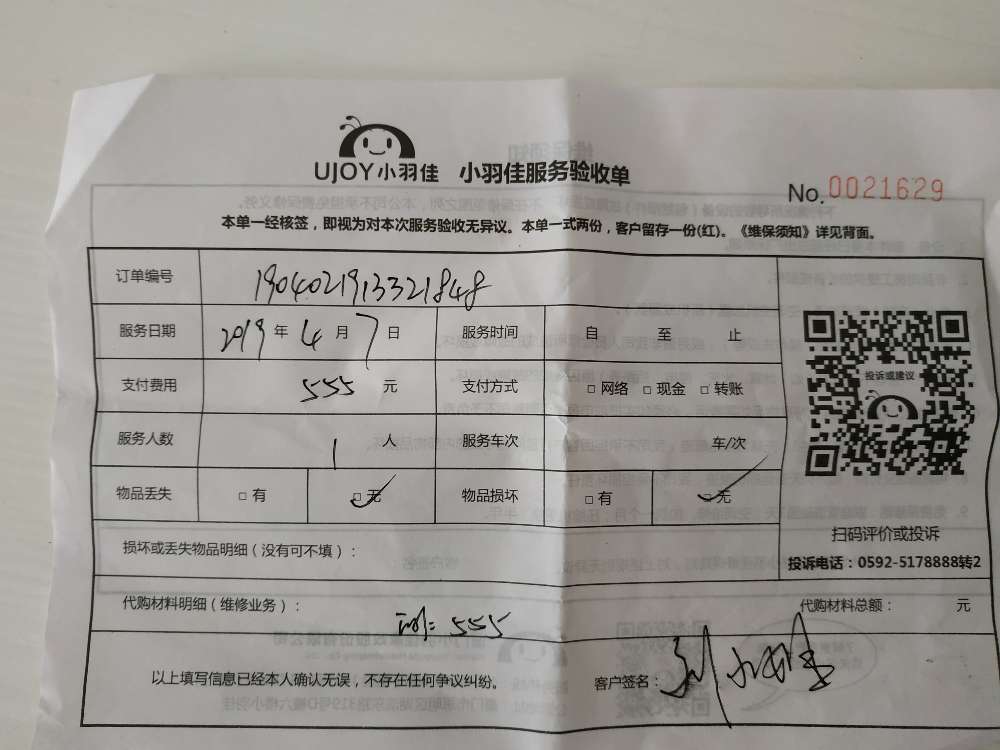 UJOY小羽佳 小羽佳服务验收单
No.0021629
本单一经核签，即视为对本次服务验收无异议。本单一式两份，客户留存一份(红)。《维保须知》详见背面。
订单编号 1904021913321848
服务日期 2019 年 4 月 7 日 服务时间 自 至 止
支付费用 555 元 支付方式 □ 网络 □ 现金 □ 转账
服务人数 1 人 服务车次 车/次
物品丢失 □ 有 □ 无 物品损坏 □ 有 □ 无
投诉或建议
扫码评价或投诉
投诉电话：0592-5178888转2
损坏或丢失物品明细（没有可不填）：
代购材料明细（维修业务）： 代购材料总额： 元
555
以上填写信息已经本人确认无误，不存在任何争议纠纷。 客户签名：